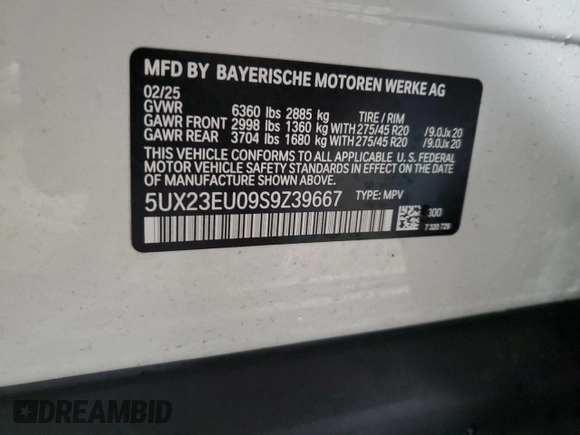 MFD BY BAYERISCHE MOTOREN WERKE AG
02/25
GVWR 6360 lbs 2885 kg TIRE / RIM
GAWR FRONT 2998 lbs 1360 kg WITH 275/45 R20 /9.0Jx20
GAWR REAR 3704 lbs 1680 kg WITH 275/45 R20 /9.0Jx20
THIS VEHICLE CONFORMS TO ALL APPLICABLE U. S. FEDERAL
MOTOR VEHICLE SAFETY STANDARDS IN EFFECT ON THE DATE
OF MANUFACTURE SHOWN ABOVE.
5UX23EU09S9Z39667 TYPE: MPV
300
7 320 728
DREAMBID